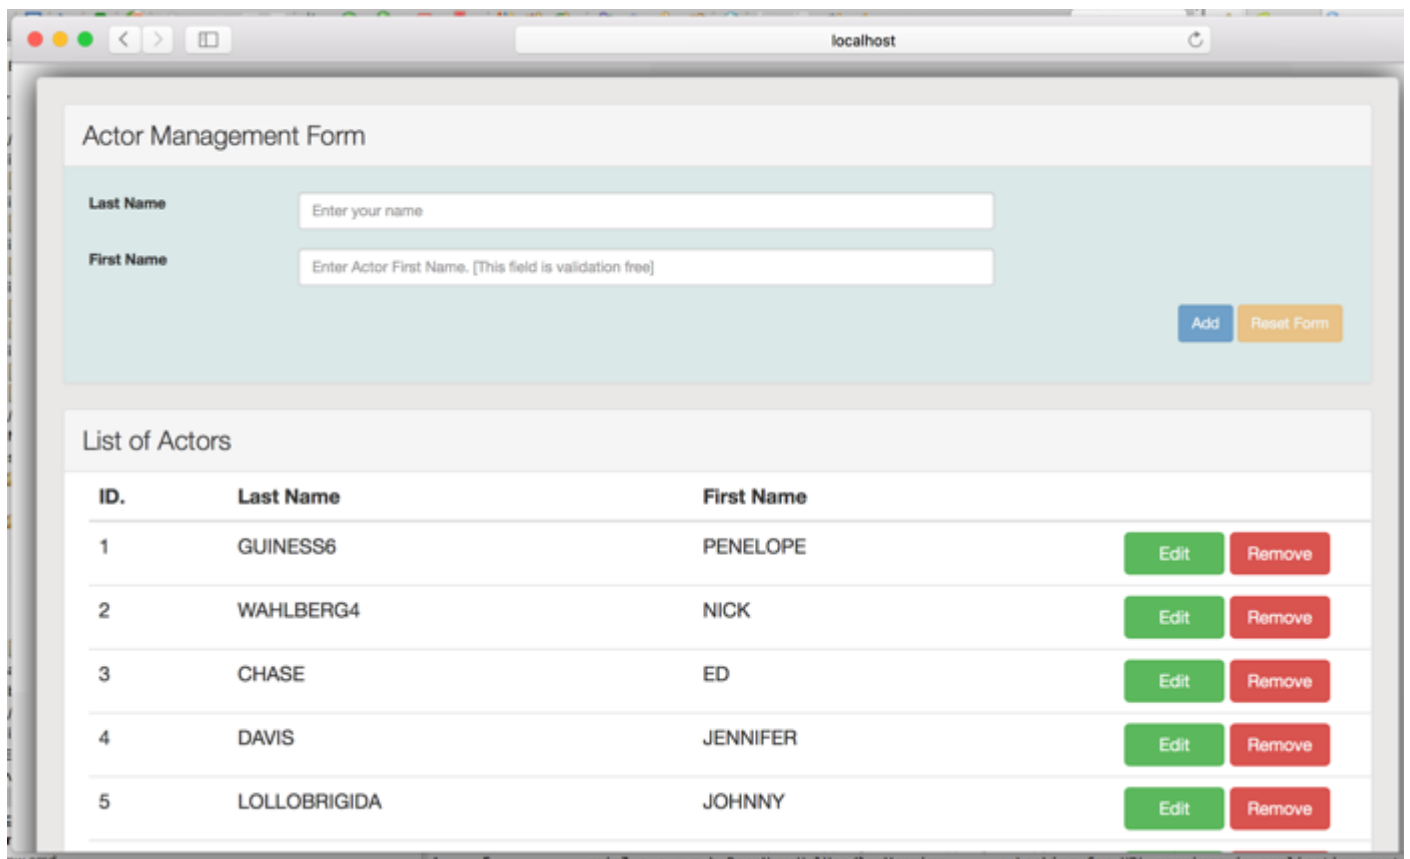 localhost
Actor Management Form
Last Name Enter your name
First Name Enter Actor First Name. [This field is validation free]
Add Reset Form
List of Actors
ID. Last Name First Name
1 GUINESS6 PENELOPE Edit Remove
2 WAHLBERG4 NICK Edit Remove
3 CHASE ED Edit Remove
4 DAVIS JENNIFER Edit Remove
5 LOLLOBRIGIDA JOHNNY Edit Remove